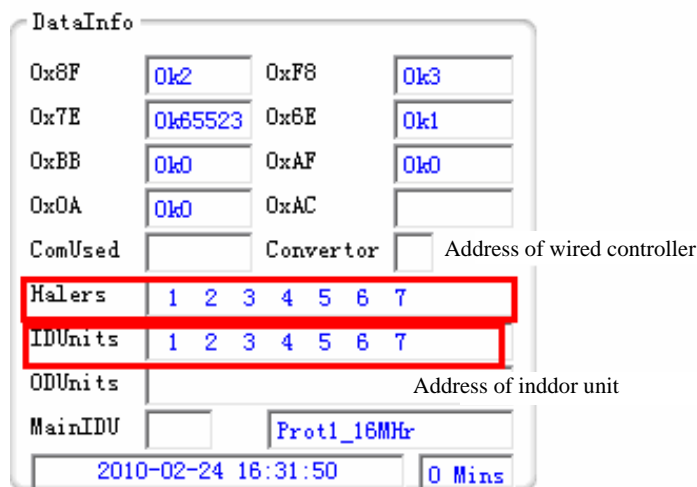 DataInfo
0x8F 0k2 0xF8 0k3
0x7E 0k65523 0x6E 0k1
0xBB 0k0 0xAF 0k0
0x0A 0k0 0xAC
ComUsed Convertor Address of wired controller
Halers 1 2 3 4 5 6 7
IDUnits 1 2 3 4 5 6 7
ODUnits Address of inddor unit
MainIDU Prot1_16MHr
2010-02-24 16:31:50 0 Mins